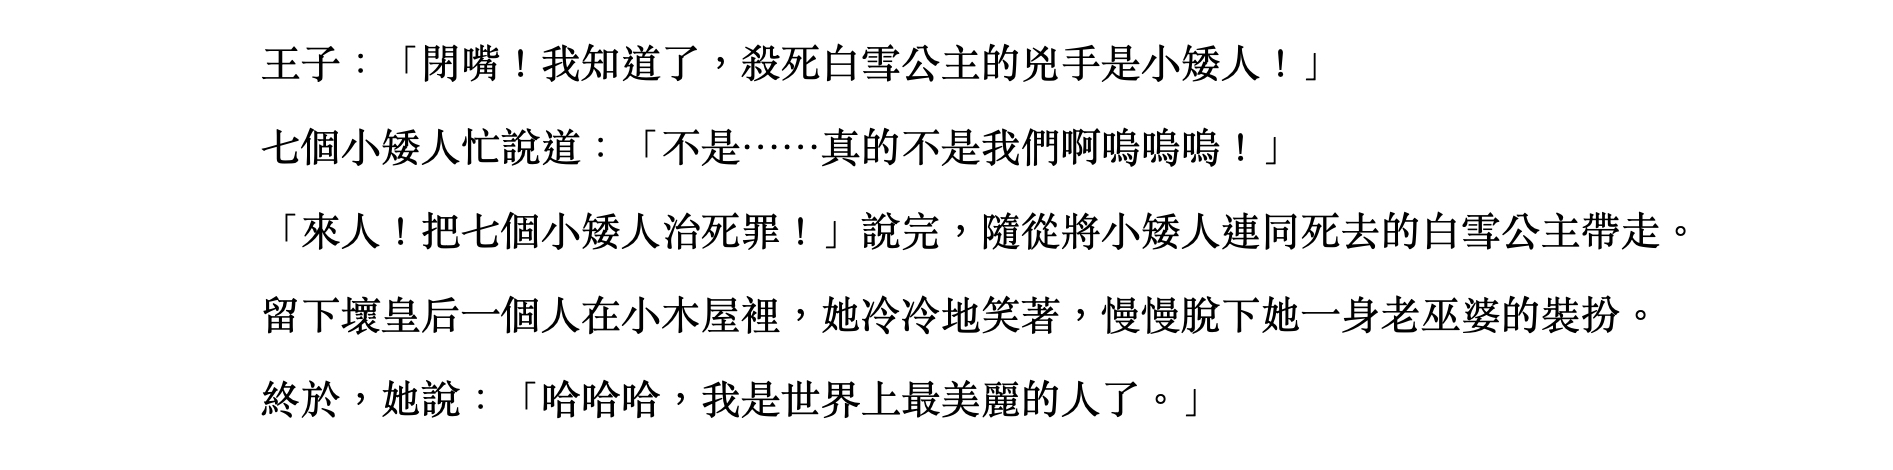 王子：「閉嘴！我知道了，殺死白雪公主的兇手是小矮人！」
七個小矮人忙說道：「不是⋯⋯真的不是我們啊嗚嗚嗚！」
「來人！把七個小矮人治死罪！」說完，隨從將小矮人連同死去的白雪公主帶走。
留下壞皇后一個人在小木屋裡，她冷冷地笑著，慢慢脫下她一身老巫婆的裝扮。
終於，她說：「哈哈哈，我是世界上最美麗的人了。」